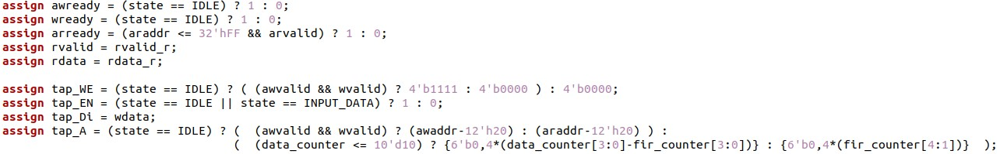 assign awready = (state == IDLE) ? 1 : 0;
assign wready = (state == IDLE) ? 1 : 0;
assign arready = (araddr <= 32'hFF && arvalid) ? 1 : 0;
assign rvalid = rvalid_r;
assign rdata = rdata_r;

assign tap_WE = (state == IDLE) ? ( (awvalid && wvalid) ? 4'b1111 : 4'b0000 ) : 4'b0000;
assign tap_EN = (state == IDLE || state == INPUT_DATA) ? 1 : 0;
assign tap_Di = wdata;
assign tap_A = (state == IDLE) ? (  (awvalid && wvalid) ? (awaddr-12'h20) : (araddr-12'h20) ) :
                                 (  (data_counter <= 10'd10) ? {6'b0,4*(data_counter[3:0]-fir_counter[3:0])} : {6'b0,4*(fir_counter[4:1])}  );